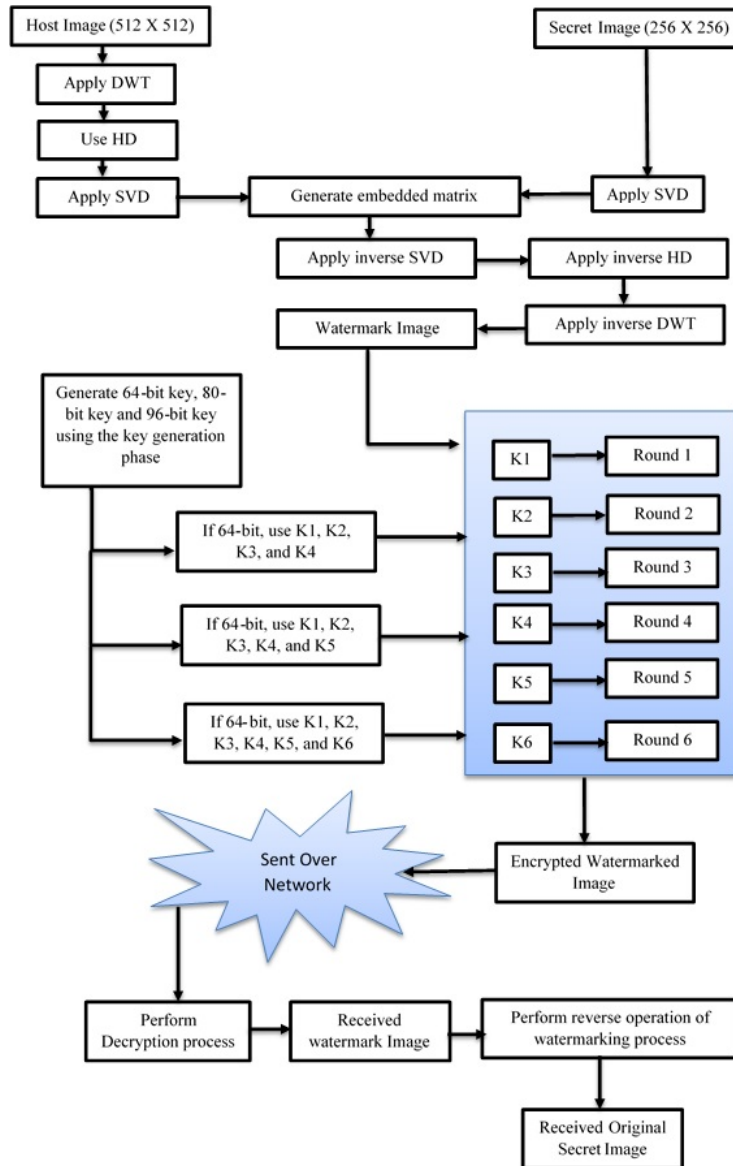 Host Image (512 X 512)
Secret Image (256 X 256)
Apply DWT
Use HD
Apply SVD
Generate embedded matrix
Apply SVD
Apply inverse SVD
Apply inverse HD
Watermark Image
Apply inverse DWT
Generate 64-bit key, 80-
bit key and 96-bit key
using the key generation
phase
K1
Round 1
If 64-bit, use K1, K2,
K3, and K4
K2
Round 2
K3
Round 3
If 64-bit, use K1, K2,
K3, K4, and K5
K4
Round 4
K5
Round 5
If 64-bit, use K1, K2,
K3, K4, K5, and K6
K6
Round 6
Sent Over
Network
Encrypted Watermarked
Image
Perform
Decryption process
Received
watermark Image
Perform reverse operation of
watermarking process
Received Original
Secret Image